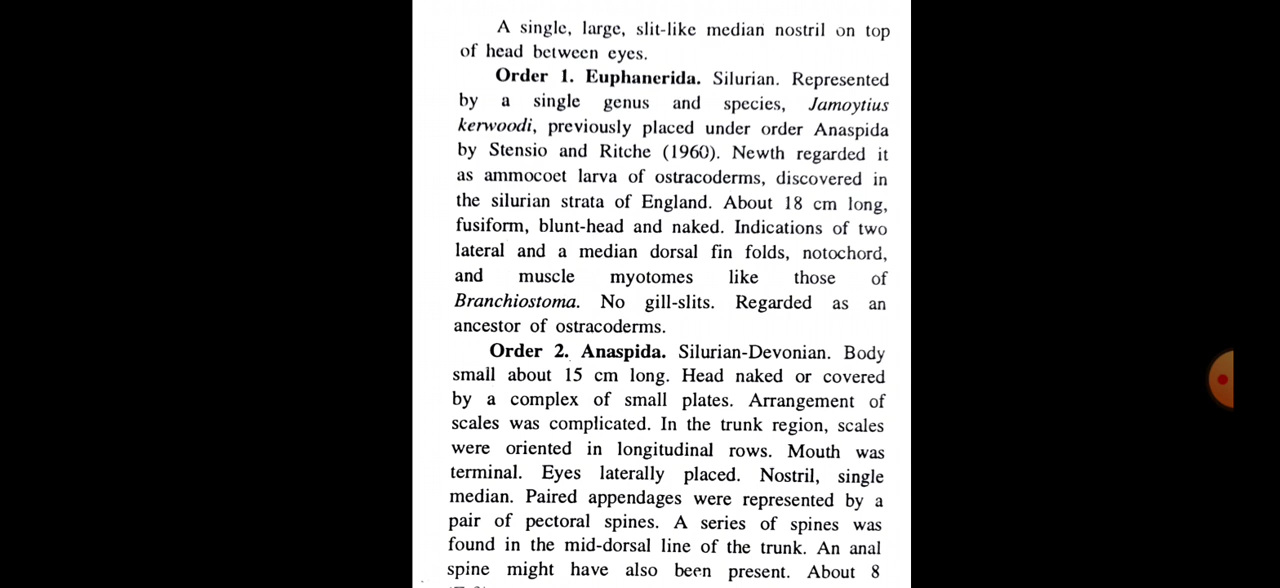 A single, large, slit-like median nostril on top
of head between eyes.
Order 1. Euphanerida. Silurian. Represented
by a single genus and species, Jamoytius
kerwoodi, previously placed under order Anaspida
by Stensio and Ritche (1960). Newth regarded it
as ammocoet larva of ostracoderms, discovered in
the silurian strata of England. About 18 cm long,
fusiform, blunt-head and naked. Indications of two
lateral and a median dorsal fin folds, notochord,
and muscle myotomes like those of
Branchiostoma. No gill-slits. Regarded as an
ancestor of ostracoderms.
Order 2. Anaspida. Silurian-Devonian. Body
small about 15 cm long. Head naked or covered
by a complex of small plates. Arrangement of
scales was complicated. In the trunk region, scales
were oriented in longitudinal rows. Mouth was
terminal. Eyes laterally placed. Nostril, single
median. Paired appendages were represented by a
pair of pectoral spines. A series of spines was
found in the mid-dorsal line of the trunk. An anal
spine might have also been present. About 8